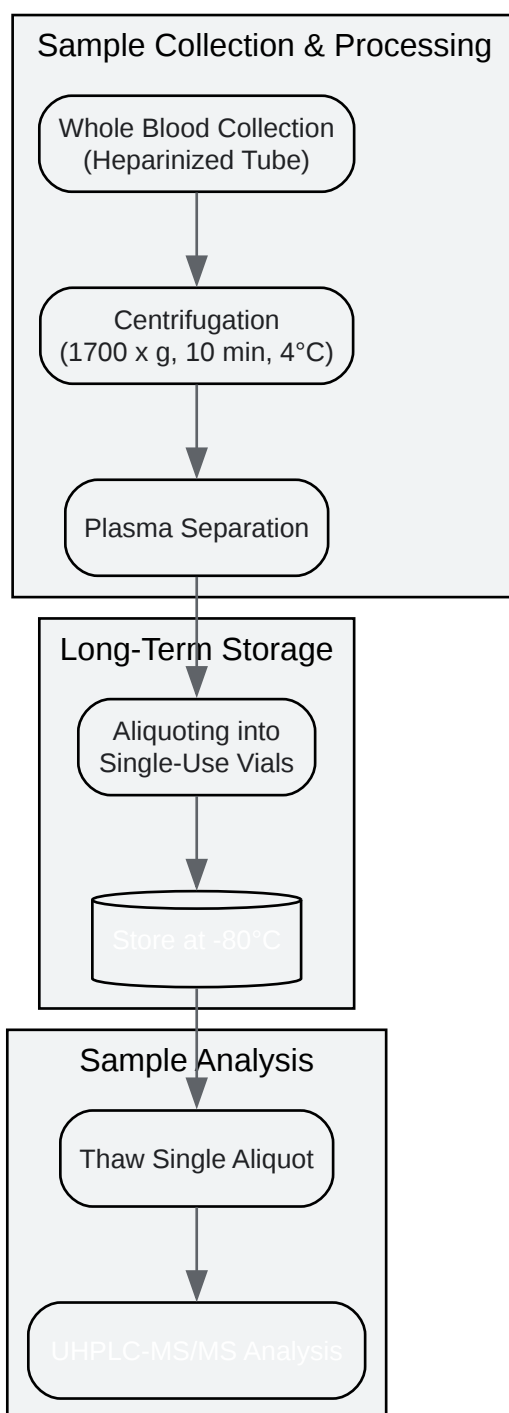 Sample Collection & Processing
Whole Blood Collection
(Heparinized Tube)
Centrifugation
(1700 x g, 10 min, 4°C)
Plasma Separation
Long-Term Storage
Aliquoting into
Single-Use Vials
Store at -80°C
Sample Analysis
Thaw Single Aliquot
UHPLC-MS/MS Analysis